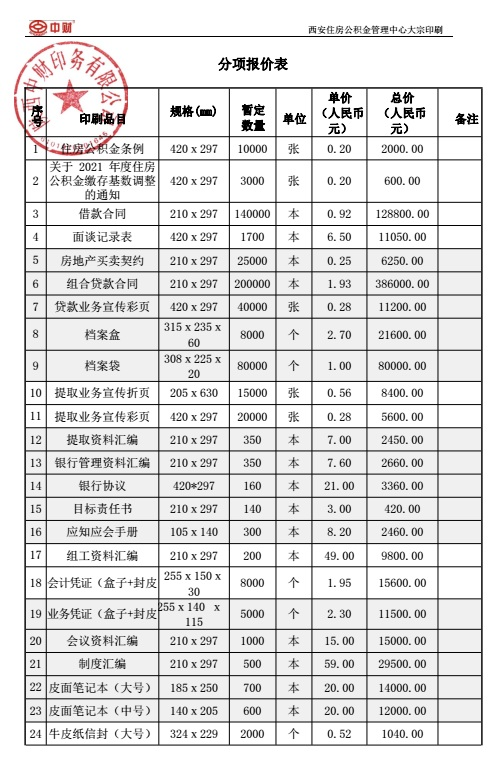 中财
西安住房公积金管理中心大宗印刷
分项报价表
序号 印刷品目 规格(mm) 暂定数量 单位 单价（人民币元） 总价（人民币元） 备注
1 住房公积金条例 420 x 297 10000 张 0.20 2000.00
2 关于 2021 年度住房公积金缴存基数调整的通知 420 x 297 3000 张 0.20 600.00
3 借款合同 210 x 297 140000 本 0.92 128800.00
4 面谈记录表 420 x 297 1700 本 6.50 11050.00
5 房地产买卖契约 210 x 297 25000 本 0.25 6250.00
6 组合贷款合同 210 x 297 200000 本 1.93 386000.00
7 贷款业务宣传彩页 420 x 297 40000 张 0.28 11200.00
8 档案盒 315 x 235 x 60 8000 个 2.70 21600.00
9 档案袋 308 x 225 x 20 80000 个 1.00 80000.00
10 提取业务宣传折页 205 x 630 15000 张 0.56 8400.00
11 提取业务宣传彩页 420 x 297 20000 张 0.28 5600.00
12 提取资料汇编 210 x 297 350 本 7.00 2450.00
13 银行管理资料汇编 210 x 297 350 本 7.60 2660.00
14 银行协议 420*297 160 本 21.00 3360.00
15 目标责任书 210 x 297 140 本 3.00 420.00
16 应知应会手册 105 x 140 300 本 8.20 2460.00
17 组工资料汇编 210 x 297 200 本 49.00 9800.00
18 会计凭证（盒子+封皮 255 x 150 x 30 8000 个 1.95 15600.00
19 业务凭证（盒子+封皮 255 x 140 x 115 5000 个 2.30 11500.00
20 会议资料汇编 210 x 297 1000 本 15.00 15000.00
21 制度汇编 210 x 297 500 本 59.00 29500.00
22 皮面笔记本（大号） 185 x 250 700 本 20.00 14000.00
23 皮面笔记本（中号） 140 x 205 600 本 20.00 12000.00
24 牛皮纸信封（大号） 324 x 229 2000 个 0.52 1040.00